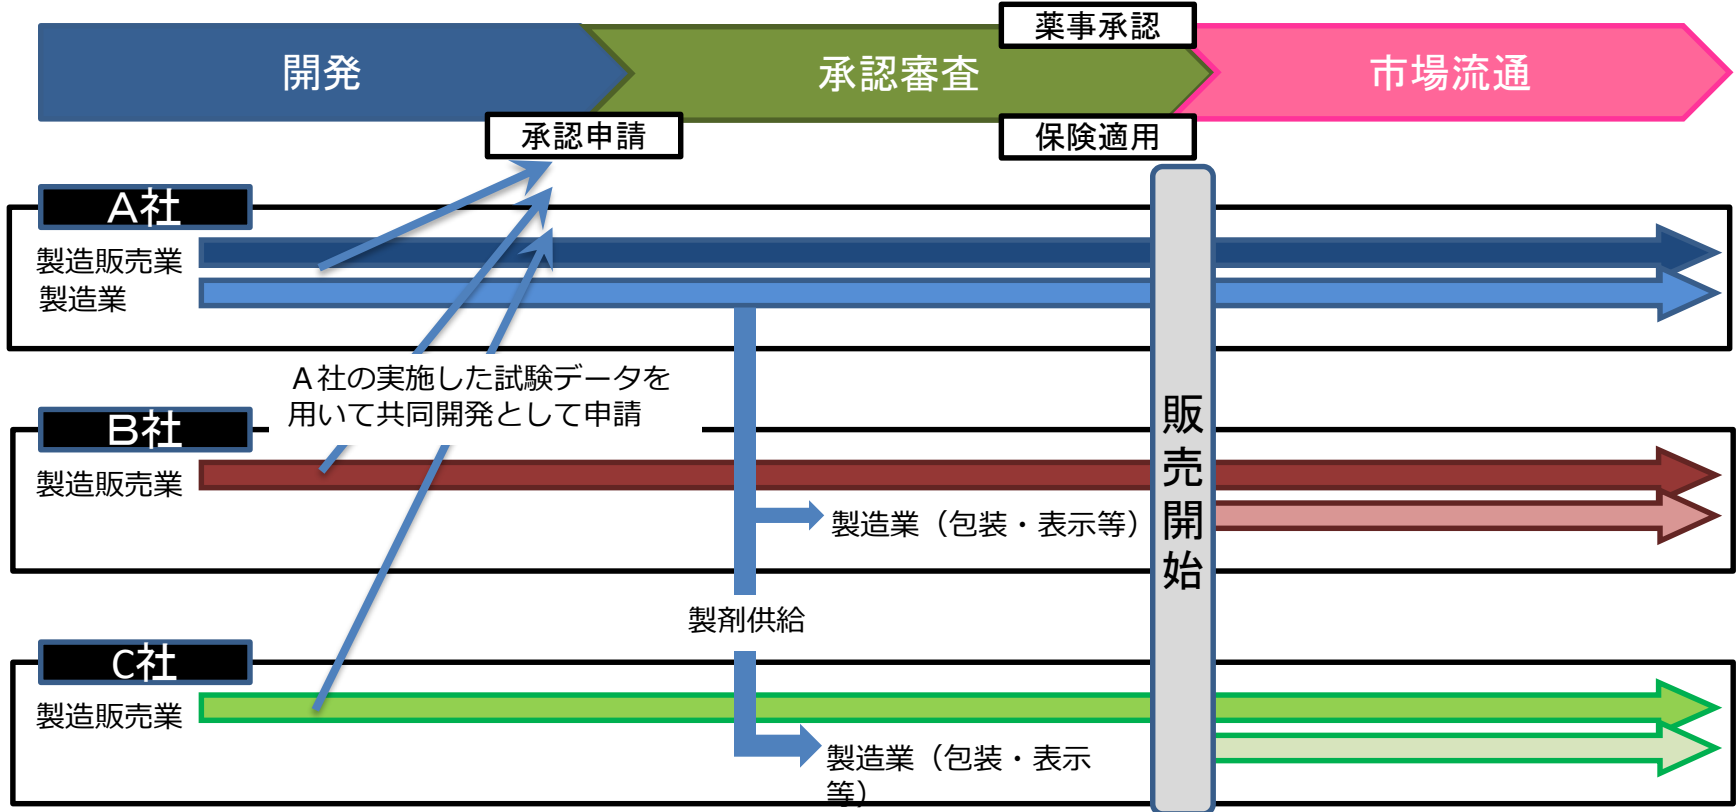 薬事承認
開発
承認審査
市場流通
承認申請
保険適用
A社
製造販売業
製造業
A社の実施した試験データを
用いて共同開発として申請
B社
製造販売業
製造業（包装・表示等）
販売開始
製剤供給
C社
製造販売業
製造業（包装・表示
等）